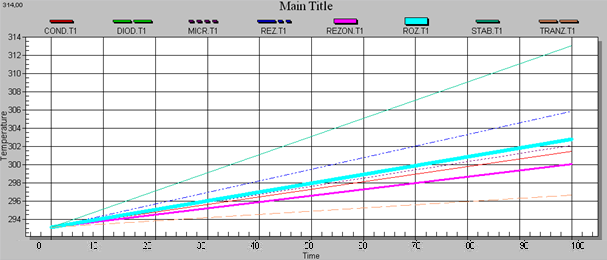 314,00
Main Title
COND.T1 DIOD.T1 MICR.T1 REZ.T1 REZON.T1 ROZ.T1 STAB.T1 TRANZ.T1
314
312
310
308
306
304
302
300
298
296
294
Temperature
0 10 20 30 40 50 60 70 80 90 100
Time